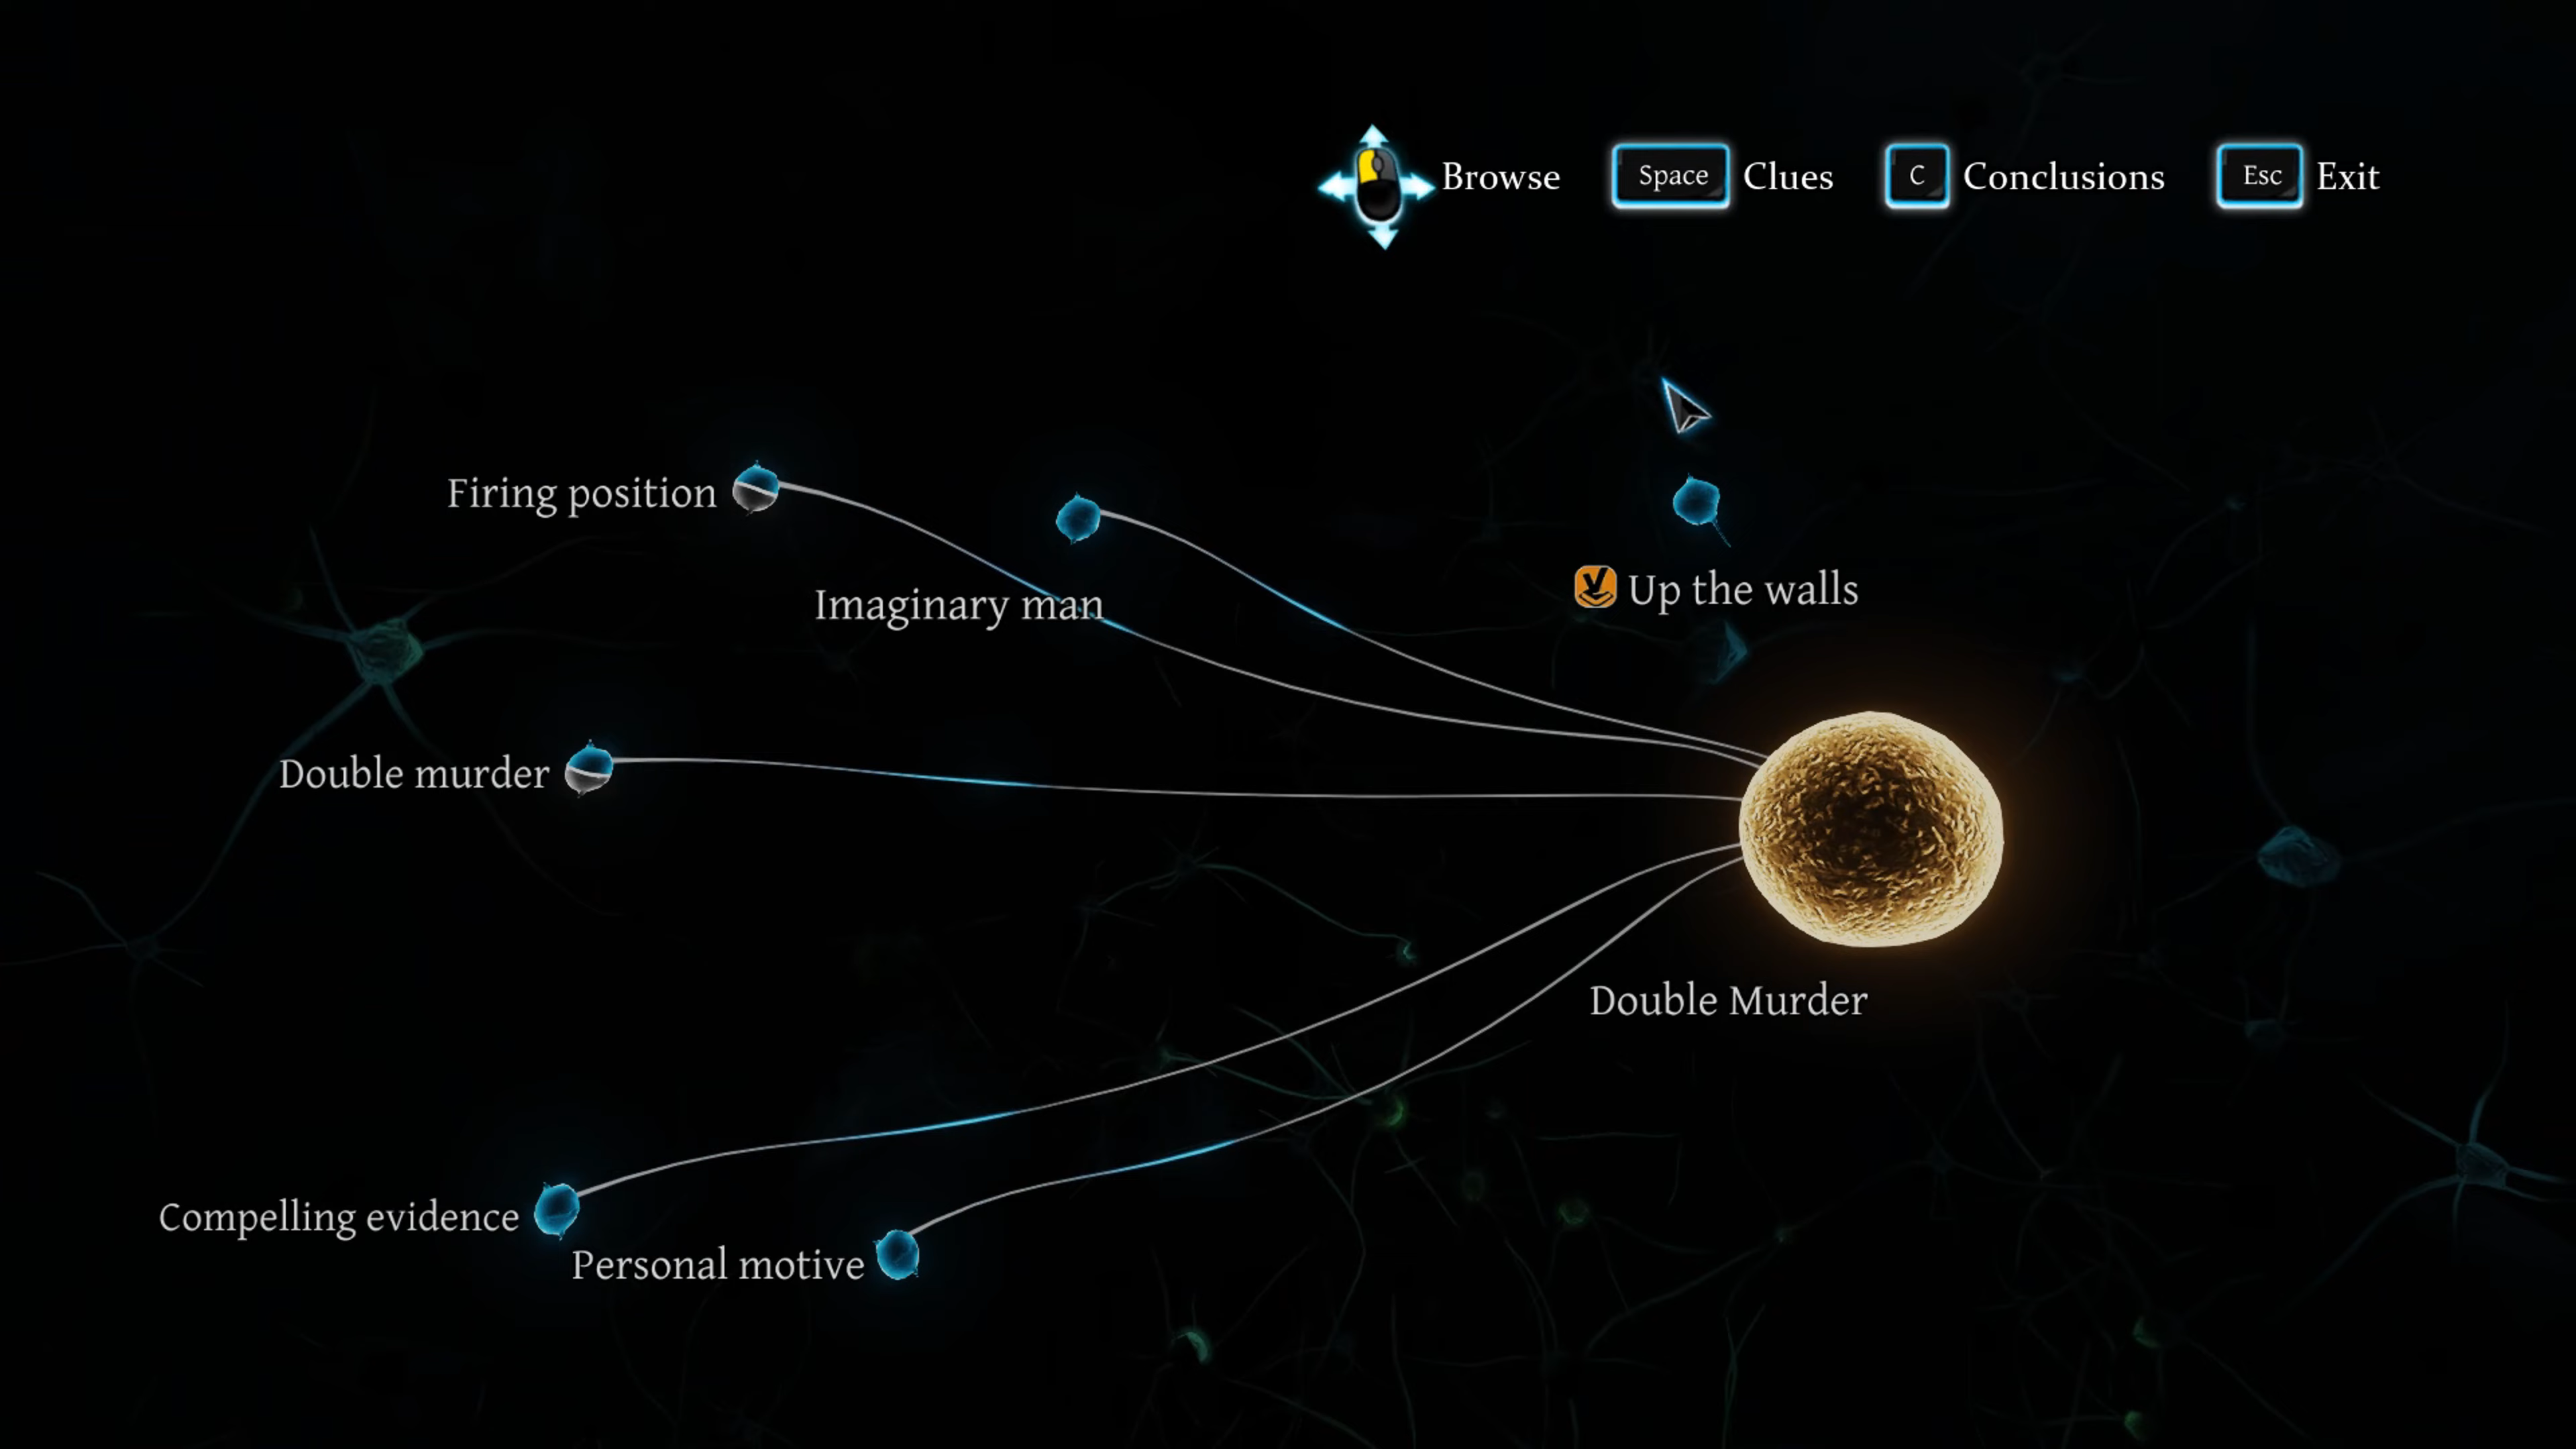 Browse
Space Clues
C Conclusions
Esc Exit
Firing position
Imaginary man
Up the walls
Double murder
Double Murder
Compelling evidence
Personal motive